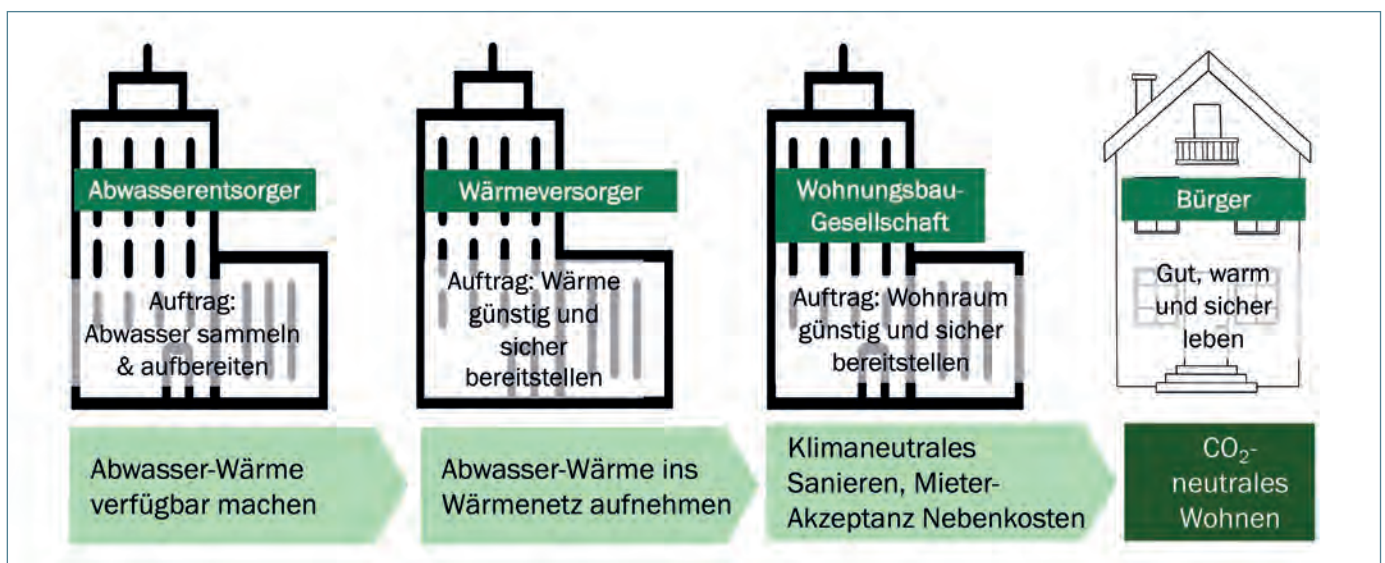 Abwasserentsorger
Auftrag:
Abwasser sammeln
& aufbereiten
Abwasser-Wärme
verfügbar machen
Wärmeversorger
Auftrag: Wärme
günstig und
sicher
bereitstellen
Abwasser-Wärme ins
Wärmenetz aufnehmen
Wohnungsbau-
Gesellschaft
Auftrag: Wohnraum
günstig und sicher
bereitstellen
Klimaneutrales
Sanieren, Mieter-
Akzeptanz Nebenkosten
Bürger
Gut, warm
und sicher
leben
CO₂-
neutrales
Wohnen